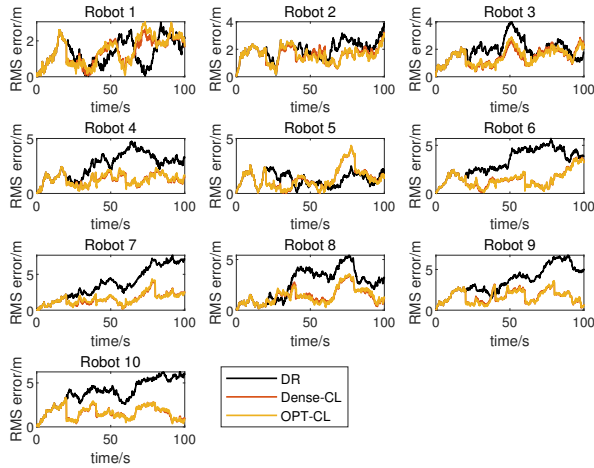 Robot 1
Robot 2
Robot 3
RMS error/m
2
0
0 50 100
time/s
RMS error/m
4
2
0
0 50 100
time/s
RMS error/m
4
2
0
0 50 100
time/s
Robot 4
Robot 5
Robot 6
RMS error/m
5
0
0 50 100
time/s
RMS error/m
5
0
0 50 100
time/s
RMS error/m
5
0
0 50 100
time/s
Robot 7
Robot 8
Robot 9
RMS error/m
5
0
0 50 100
time/s
RMS error/m
5
0
0 50 100
time/s
RMS error/m
5
0
0 50 100
time/s
Robot 10
RMS error/m
5
0
0 50 100
time/s
DR
Dense-CL
OPT-CL